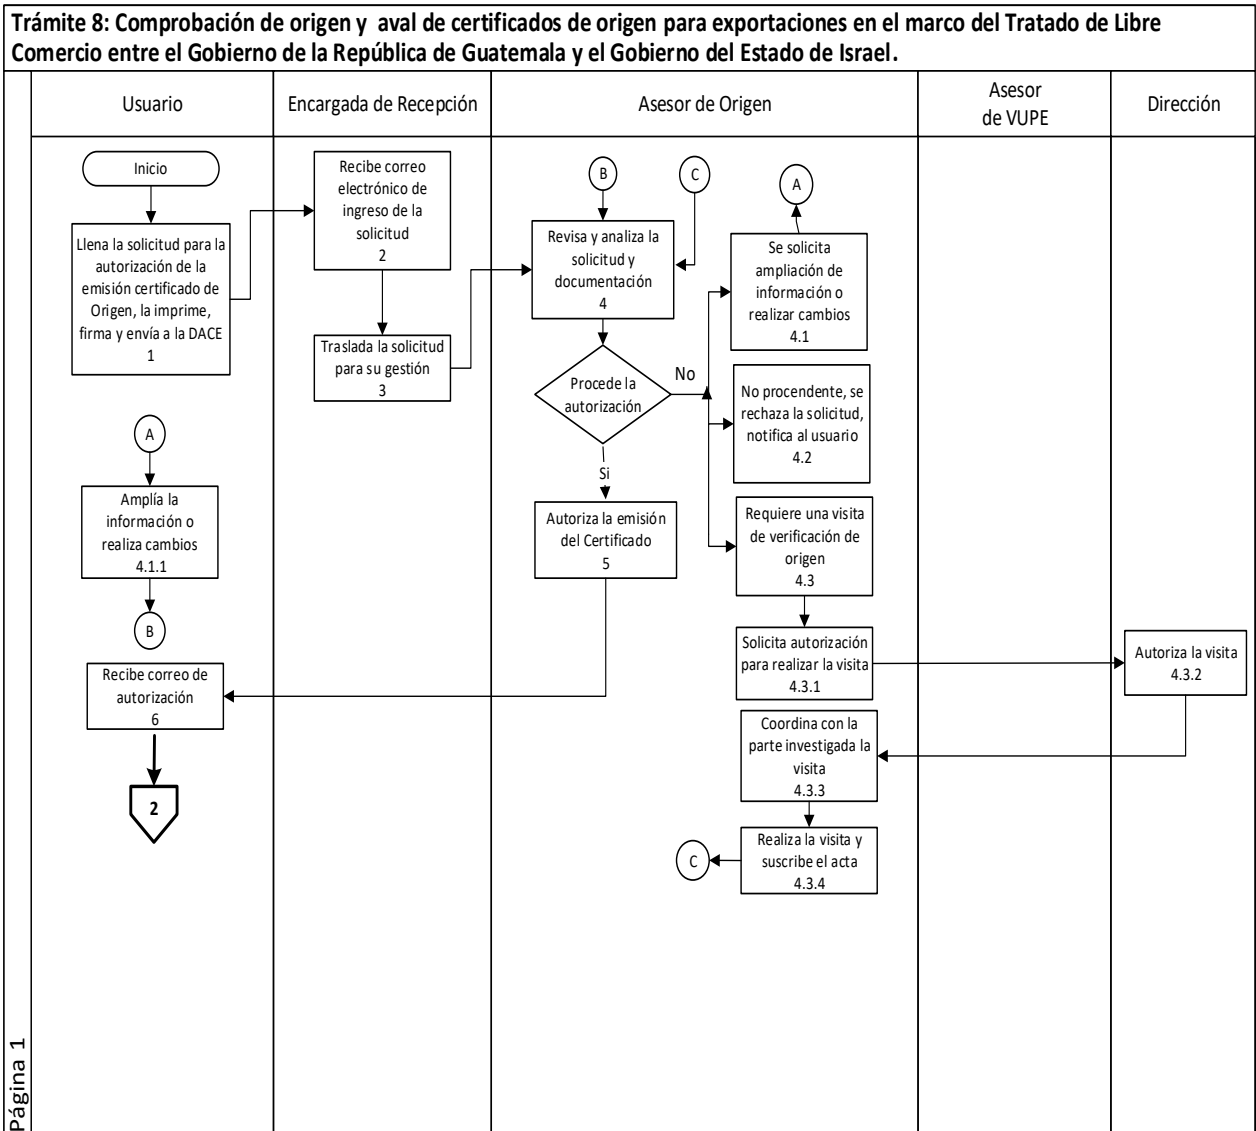 Trámite 8: Comprobación de origen y aval de certificados de origen para exportaciones en el marco del Tratado de Libre
Comercio entre el Gobierno de la República de Guatemala y el Gobierno del Estado de Israel.
Usuario
Encargada de Recepción
Asesor de Origen
Asesor
de VUPE
Dirección
Inicio
Llena la solicitud para la
autorización de la
emisión certificado de
Origen, la imprime,
firma y envía a la DACE
1
A
Amplía la
información o
realiza cambios
4.1.1
B
Recibe correo de
autorización
6
2
Recibe correo
electrónico de
ingreso de la
solicitud
2
Traslada la solicitud
para su gestión
3
B
C
Revisa y analiza la
solicitud y
documentación
4
Procede la
autorización
No
Si
Autoriza la emisión
del Certificado
5
A
Se solicita
ampliación de
información o
realizar cambios
4.1
No procendente, se
rechaza la solicitud,
notifica al usuario
4.2
Requiere una visita
de verificación de
origen
4.3
Solicita autorización
para realizar la visita
4.3.1
Autoriza la visita
4.3.2
Coordina con la
parte investigada la
visita
4.3.3
Realiza la visita y
suscribe el acta
4.3.4
C
Página 1